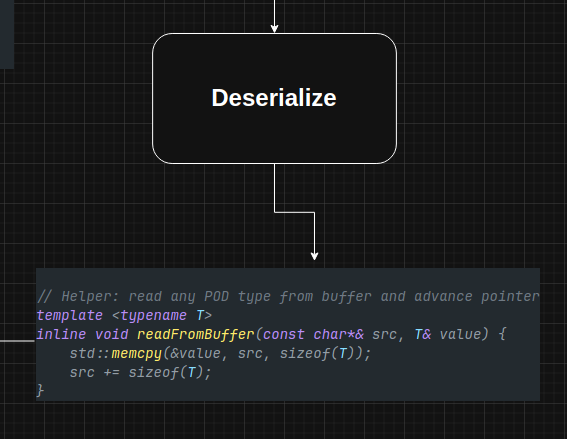 Deserialize
// Helper: read any POD type from buffer and advance pointer
template <typename T>
inline void readFromBuffer(const char*& src, T& value) {
    std::memcpy(&value, src, sizeof(T));
    src += sizeof(T);
}